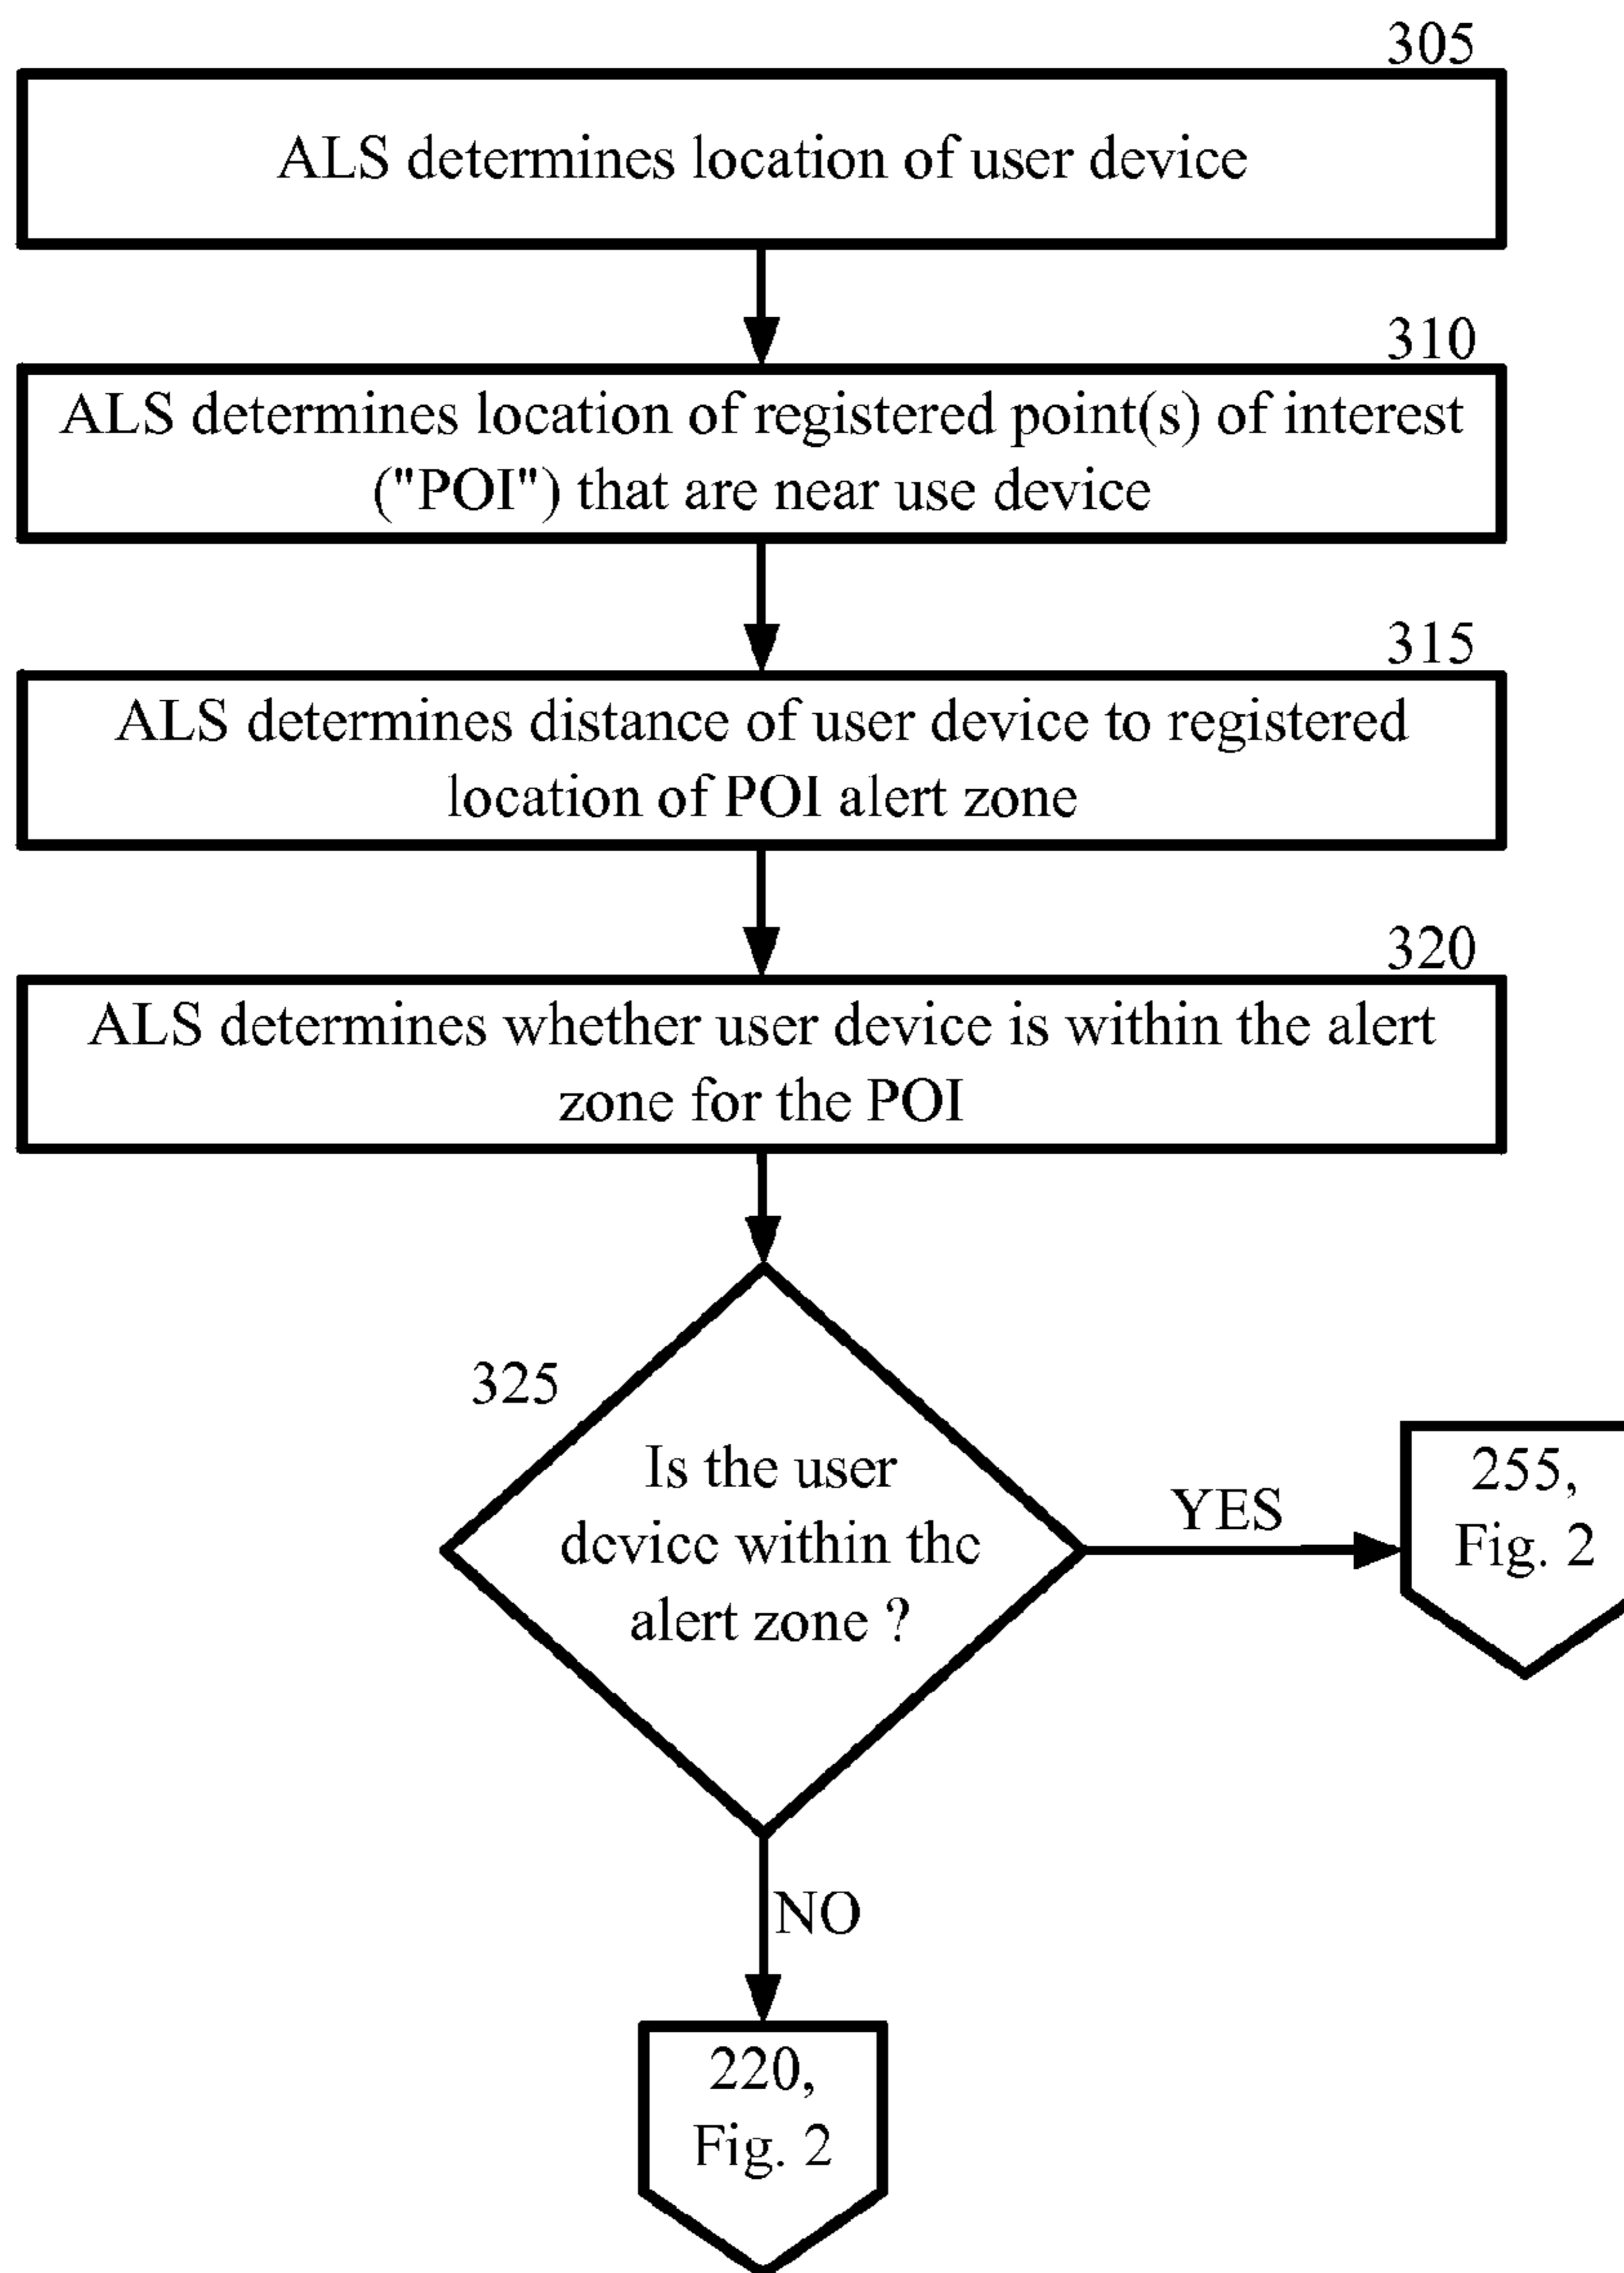 305
ALS determines location of user device
310
ALS determines location of registered point(s) of interest
("POI") that are near use device
315
ALS determines distance of user device to registered
location of POI alert zone
320
ALS determines whether user device is within the alert
zone for the POI
325
Is the user
device within the
alert zone ?
YES
255,
Fig. 2
NO
220,
Fig. 2